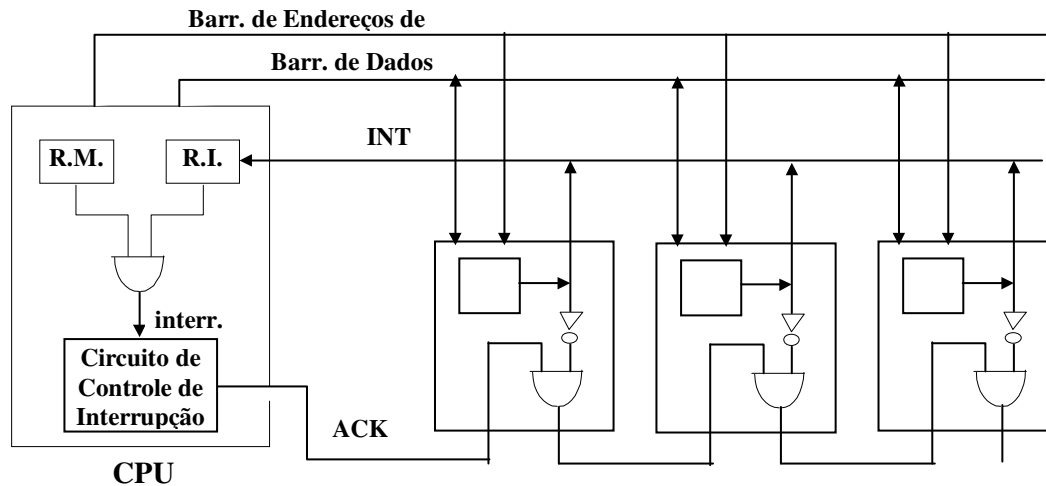 Barr. de Endereços de
Barr. de Dados
INT
R.M.
R.I.
interr.
Circuito de
Controle de
Interrupção
ACK
CPU